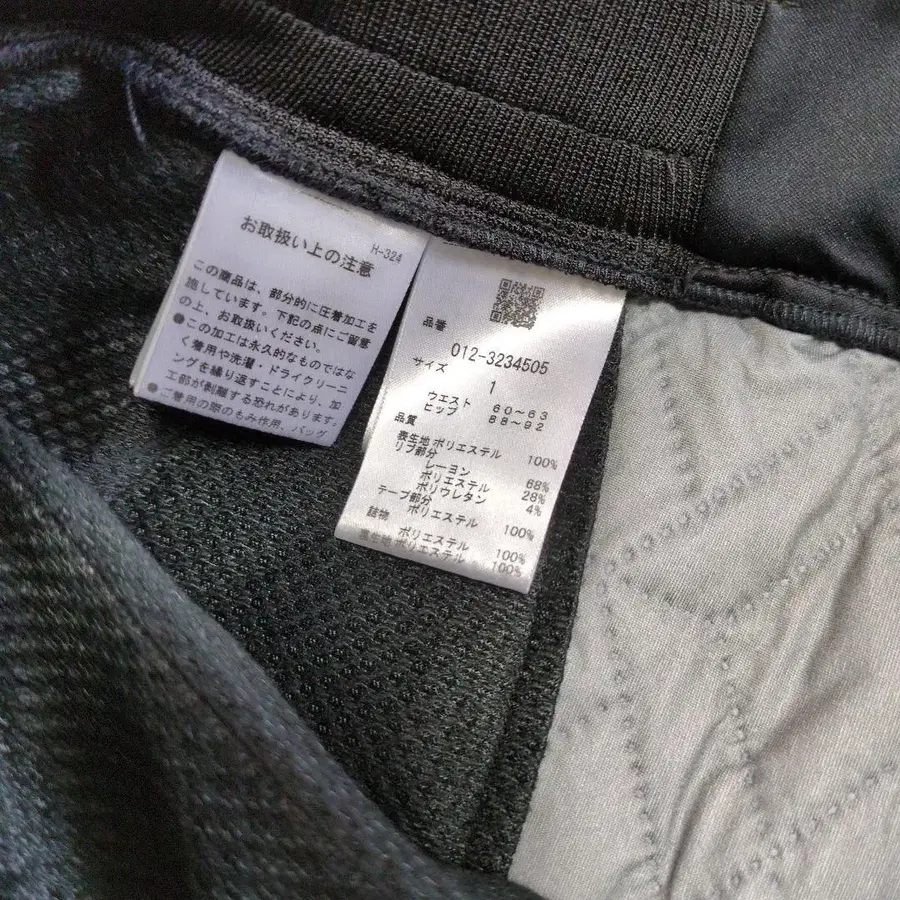 お取扱い上の注意
H-324
この商品は、部分的に圧着加工を
施しています。下記の点にご留意
の上、お取扱いください。
●この加工は永久的なものではな
く着用や洗濯・ドライクリーニ
ングを繰り返すことにより、加
工部が剥離する恐れがあります。
●ご着用の際のもみ作用、バッグ
品番
012-3234505
サイズ
1
ウエスト 60～63
ヒップ 88～92
品質
表生地 ポリエステル 100%
リブ部分
レーヨン 68%
ポリエステル 28%
ポリウレタン 4%
テープ部分
ポリエステル 100%
詰物
ポリエステル 100%
裏生地 ポリエステル 100%